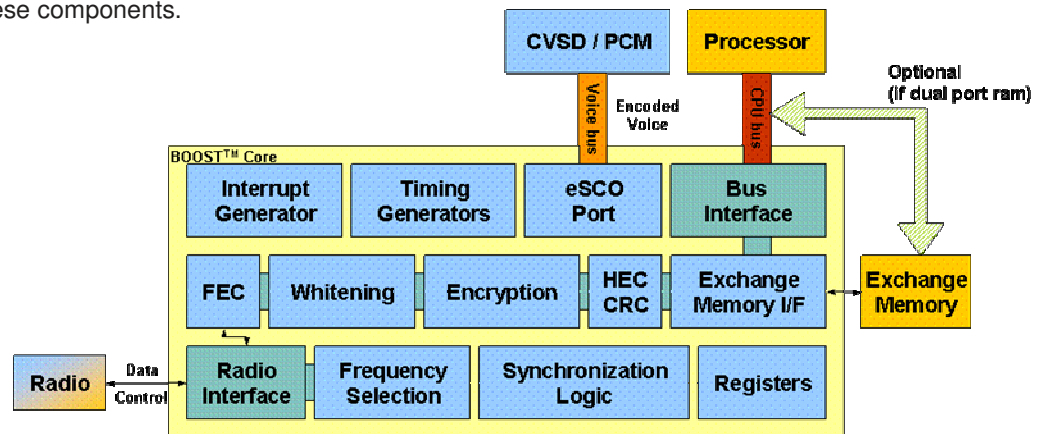 ese components.
CVSD / PCM
Processor
Optional
(if dual port ram)
Voice bus
Encoded
Voice
CPU bus
BOOST™ Core
Interrupt
Generator
Timing
Generators
eSCO
Port
Bus
Interface
FEC
Whitening
Encryption
HEC
CRC
Exchange
Memory I/F
Exchange
Memory
Radio
Data
Control
Radio
Interface
Frequency
Selection
Synchronization
Logic
Registers